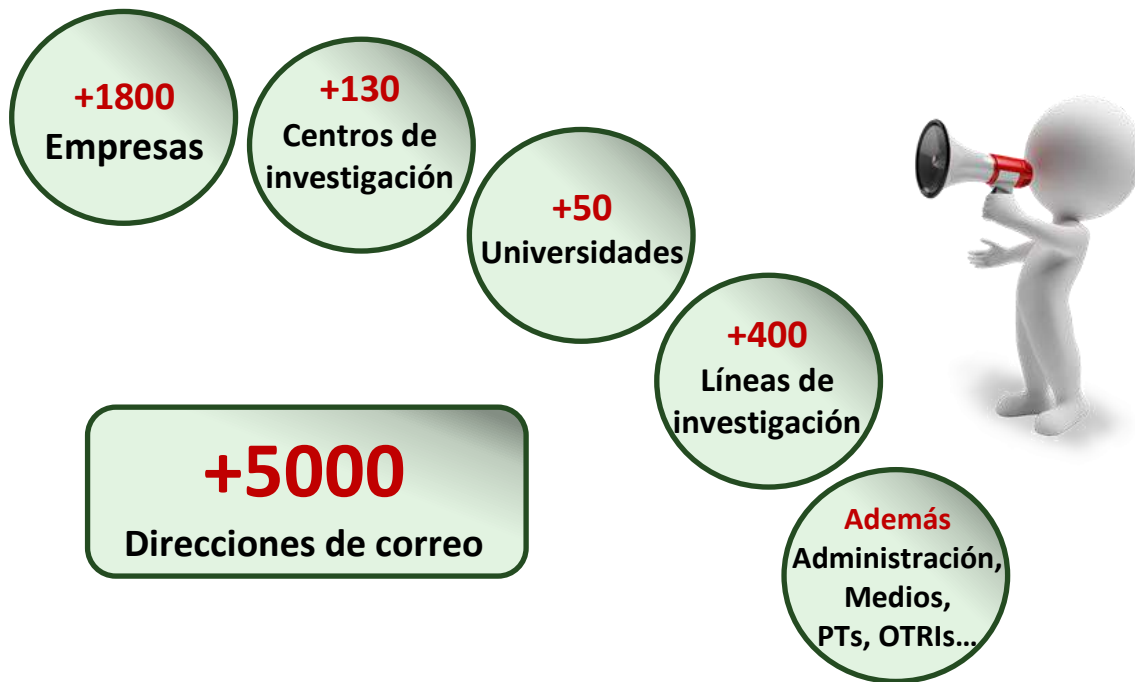 +1800
Empresas
+130
Centros de
investigación
+50
Universidades
+400
Líneas de
investigación
+5000
Direcciones de correo
Además
Administración,
Medios,
PTs, OTRIs...